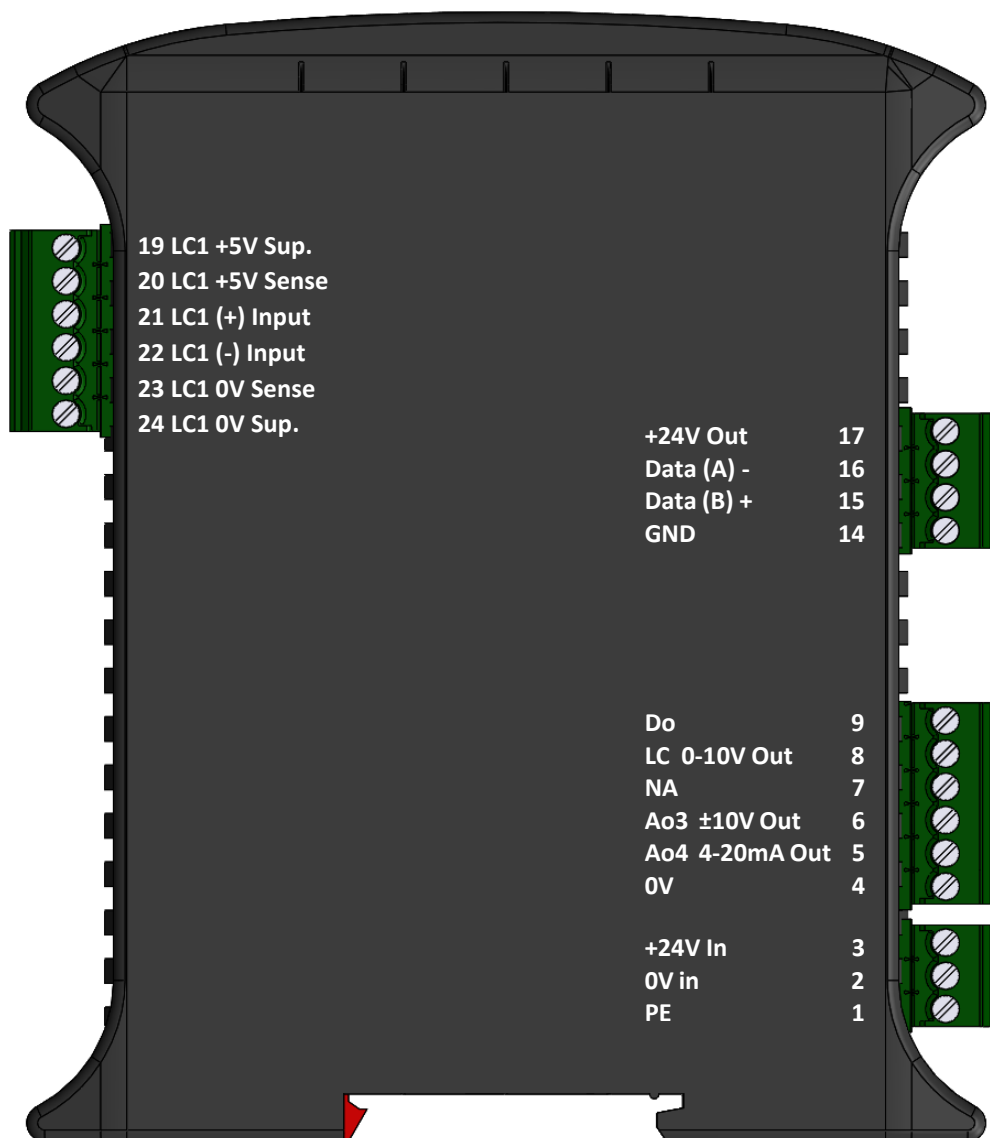 19 LC1 +5V Sup.
20 LC1 +5V Sense
21 LC1 (+) Input
22 LC1 (-) Input
23 LC1 0V Sense
24 LC1 0V Sup.
+24V Out 17
Data (A) - 16
Data (B) + 15
GND 14
Do 9
LC 0-10V Out 8
NA 7
Ao3 ±10V Out 6
Ao4 4-20mA Out 5
0V 4
+24V In 3
0V in 2
PE 1